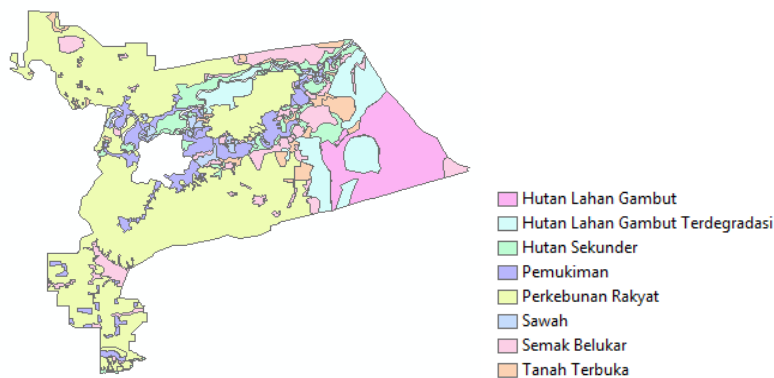 Hutan Lahan Gambut
Hutan Lahan Gambut Terdegradasi
Hutan Sekunder
Pemukiman
Perkebunan Rakyat
Sawah
Semak Belukar
Tanah Terbuka